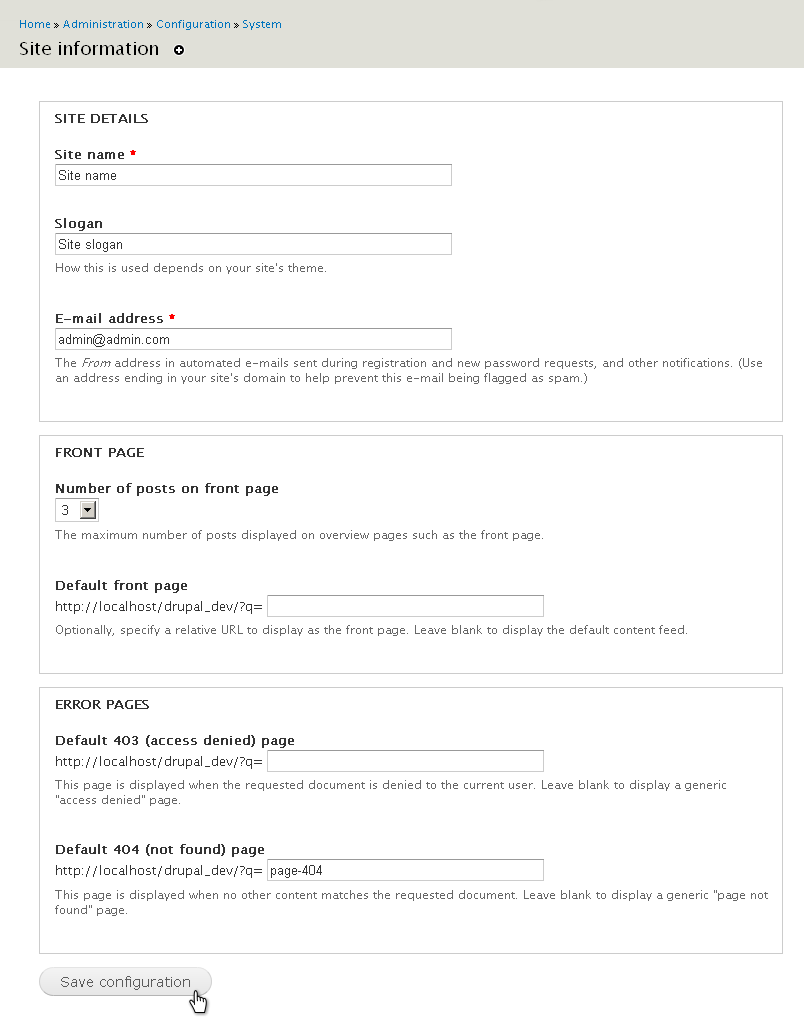 Home » Administration » Configuration » System
Site information
SITE DETAILS
Site name *
Site name
Slogan
Site slogan
How this is used depends on your site's theme.
E-mail address *
admin@admin.com
The From address in automated e-mails sent during registration and new password requests, and other notifications. (Use
an address ending in your site's domain to help prevent this e-mail being flagged as spam.)
FRONT PAGE
Number of posts on front page
3
The maximum number of posts displayed on overview pages such as the front page.
Default front page
http://localhost/drupal_dev/?q=
Optionally, specify a relative URL to display as the front page. Leave blank to display the default content feed.
ERROR PAGES
Default 403 (access denied) page
http://localhost/drupal_dev/?q=
This page is displayed when the requested document is denied to the current user. Leave blank to display a generic
"access denied" page.
Default 404 (not found) page
http://localhost/drupal_dev/?q= page-404
This page is displayed when no other content matches the requested document. Leave blank to display a generic "page not
found" page.
Save configuration